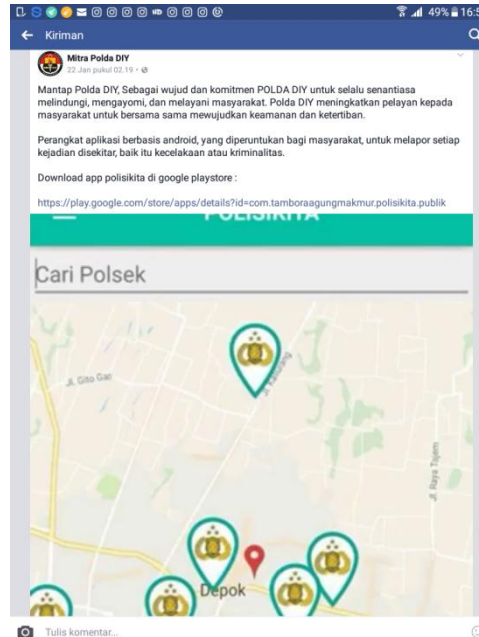 49% 16:5
Kiriman
Mitra Polda DIY
22 Jan pukul 02.19 •
Mantap Polda DIY, Sebagai wujud dan komitmen POLDA DIY untuk selalu senantiasa
melindungi, mengayomi, dan melayani masyarakat. Polda DIY meningkatkan pelayan kepada
masyarakat untuk bersama sama mewujudkan keamanan dan ketertiban.
Perangkat aplikasi berbasis android, yang diperuntukan bagi masyarakat, untuk melapor setiap
kejadian disekitar, baik itu kecelakaan atau kriminalitas.
Download app polisikita di google playstore :
https://play.google.com/store/apps/details?id=com.tamboraagungmakmur.polisikita.publik
POLISIKITA
Cari Polsek
Jl. Gito Gati
Jl. Kaliurang
Jl. Raya Tajem
Depok
Tulis komentar...